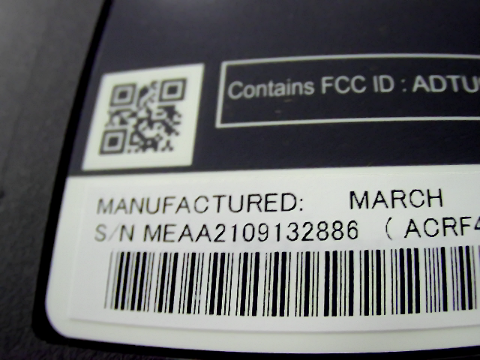 Contains FCC ID : ADTU
MANUFACTURED: MARCH
S/N MEAA2109132886 ( ACRF4